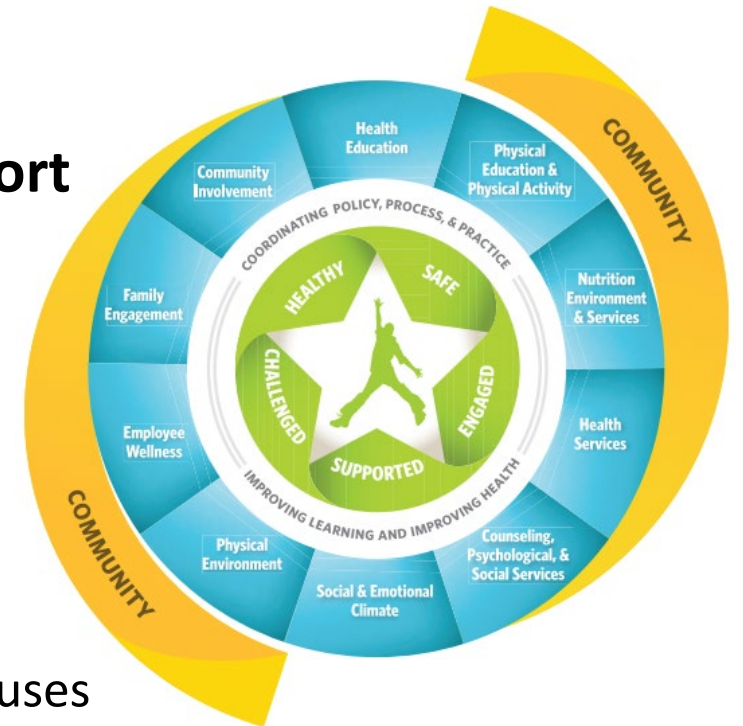 ort
COMMUNITY
Health
Education
Physical
Education &
Physical Activity
Community
Involvement
Nutrition
Environment
& Services
Family
Engagement
COORDINATING POLICY, PROCESS, & PRACTICE
HEALTHY
SAFE
CHALLENGED
ENGAGED
SUPPORTED
IMPROVING LEARNING AND IMPROVING HEALTH
Employee
Wellness
Health
Services
Physical
Environment
Counseling,
Psychological, &
Social Services
Social & Emotional
Climate
COMMUNITY
uses